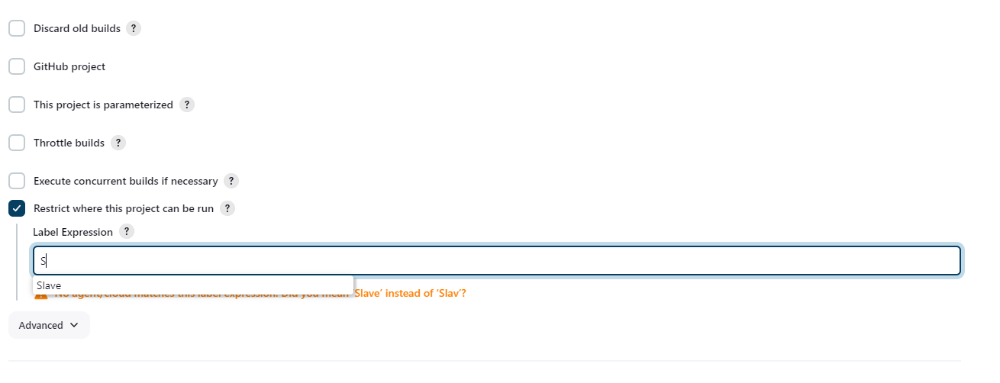 Discard old builds ?
GitHub project
This project is parameterized ?
Throttle builds ?
Execute concurrent builds if necessary ?
Restrict where this project can be run ?
Label Expression ?
S
Slave
No agent/cloud matches this label expression. Did you mean ‘Slave’ instead of ‘Slav’?
Advanced